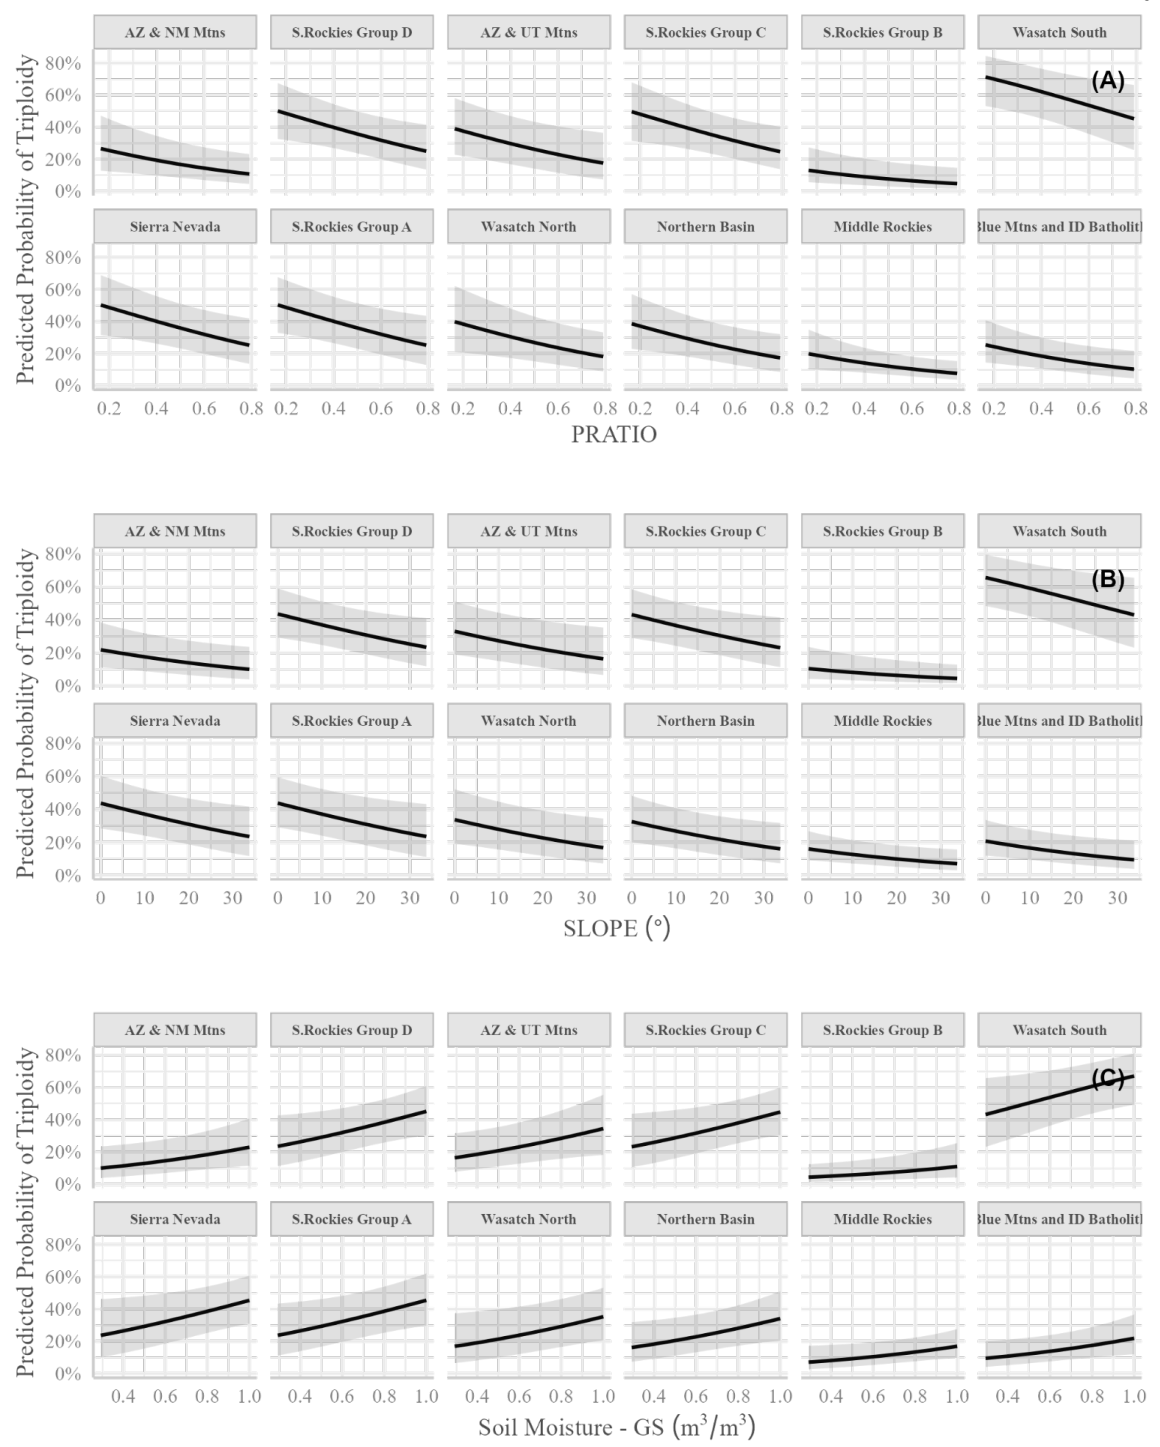 AZ & NM Mtns S.Rockies Group D AZ & UT Mtns S.Rockies Group C S.Rockies Group B Wasatch South
(A)
80%
60%
40%
20%
0%
Sierra Nevada S.Rockies Group A Wasatch North Northern Basin Middle Rockies Blue Mtns and ID Batholith
80%
60%
40%
20%
0%
Predicted Probability of Triploidy
0.2 0.4 0.6 0.8 0.2 0.4 0.6 0.8 0.2 0.4 0.6 0.8 0.2 0.4 0.6 0.8 0.2 0.4 0.6 0.8 0.2 0.4 0.6 0.8
PRATIO
AZ & NM Mtns S.Rockies Group D AZ & UT Mtns S.Rockies Group C S.Rockies Group B Wasatch South
(B)
80%
60%
40%
20%
0%
Sierra Nevada S.Rockies Group A Wasatch North Northern Basin Middle Rockies Blue Mtns and ID Batholith
80%
60%
40%
20%
0%
Predicted Probability of Triploidy
0 10 20 30 0 10 20 30 0 10 20 30 0 10 20 30 0 10 20 30 0 10 20 30
SLOPE (°)
AZ & NM Mtns S.Rockies Group D AZ & UT Mtns S.Rockies Group C S.Rockies Group B Wasatch South
(C)
80%
60%
40%
20%
0%
Sierra Nevada S.Rockies Group A Wasatch North Northern Basin Middle Rockies Blue Mtns and ID Batholith
80%
60%
40%
20%
0%
Predicted Probability of Triploidy
0.4 0.6 0.8 1.0 0.4 0.6 0.8 1.0 0.4 0.6 0.8 1.0 0.4 0.6 0.8 1.0 0.4 0.6 0.8 1.0 0.4 0.6 0.8 1.0
Soil Moisture - GS (m³/m³)